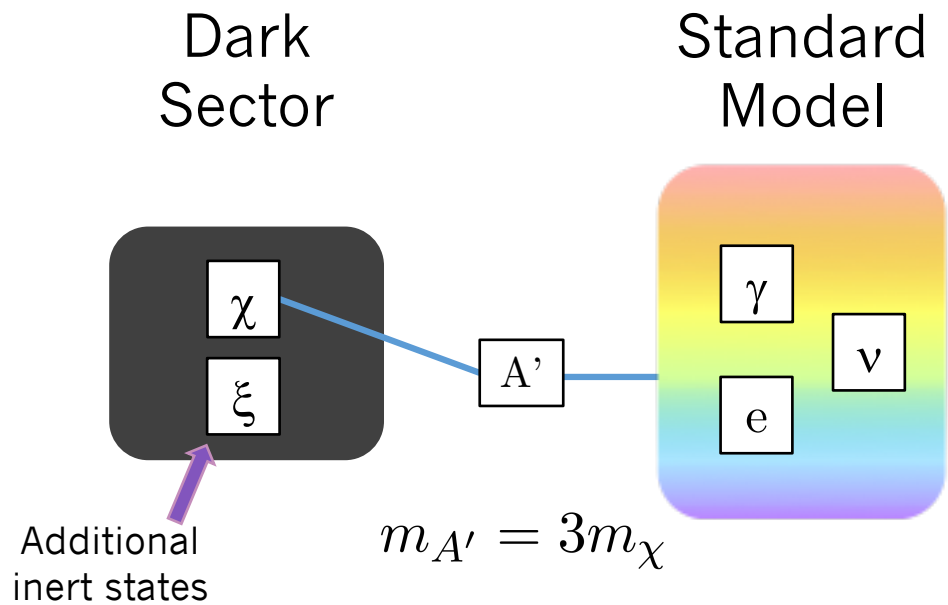 Dark
Sector
Standard
Model
χ
ξ
A’
γ
ν
e
Additional
inert states
m_{A'} = 3m_χ